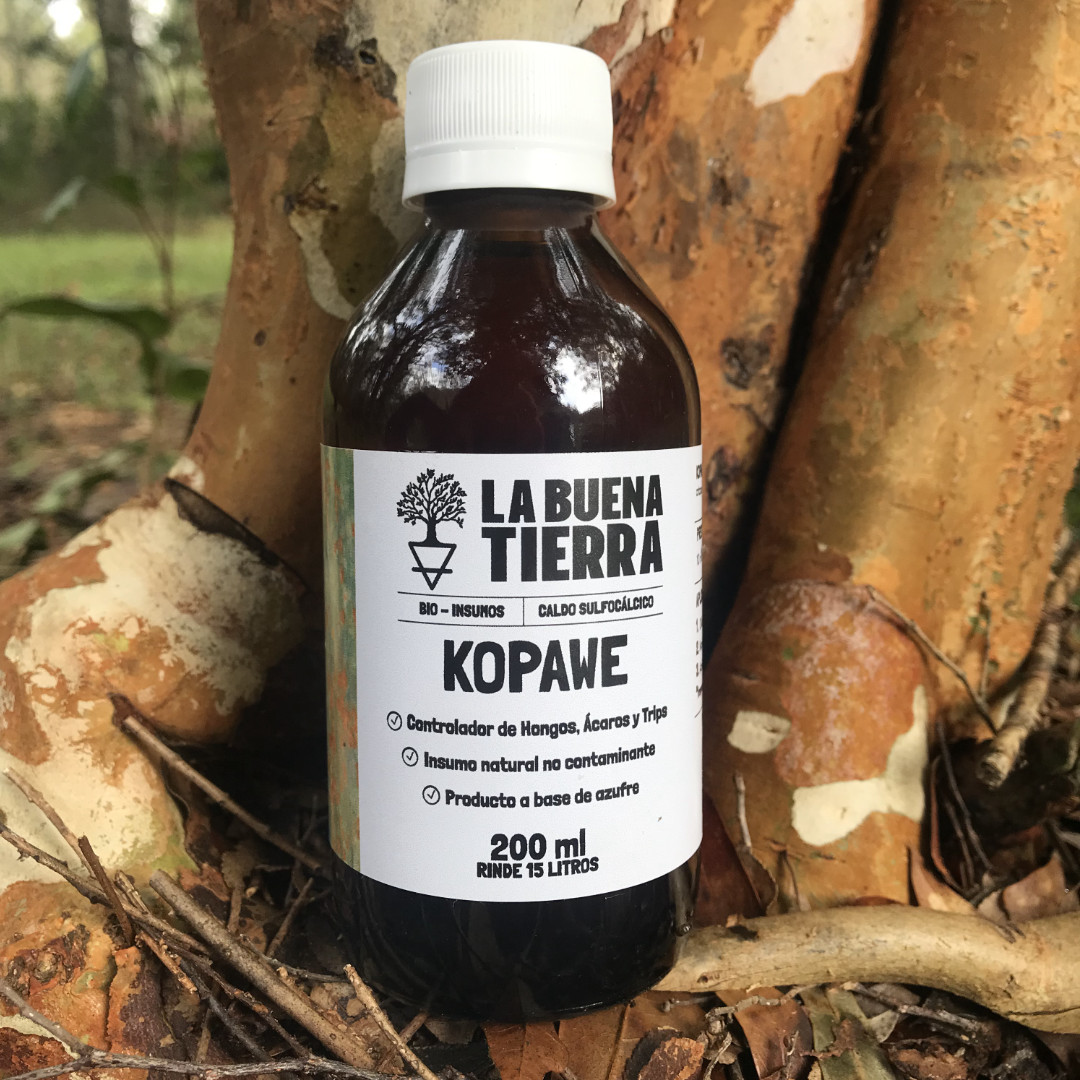 LA BUENA
TIERRA
BIO - INSUMOS
CALDO SULFOCÁLCICO
KOPAWE
Controlador de Hongos, Ácaros y Trips
Insumo natural no contaminante
Producto a base de azufre
200 ml
RINDE 15 LITROS